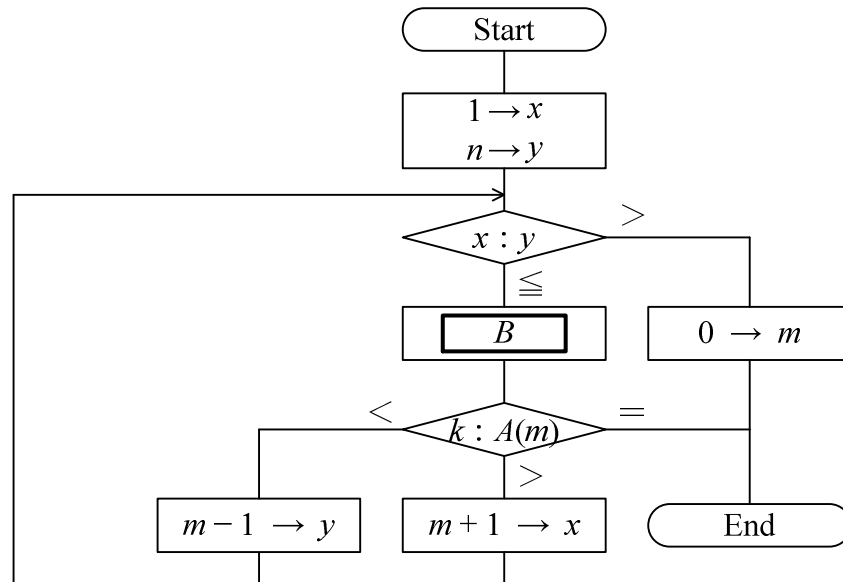 Start
1 → x
n → y
>
x : y
≦
B
0 → m
<
k : A(m)
=
>
m − 1 → y
m + 1 → x
End